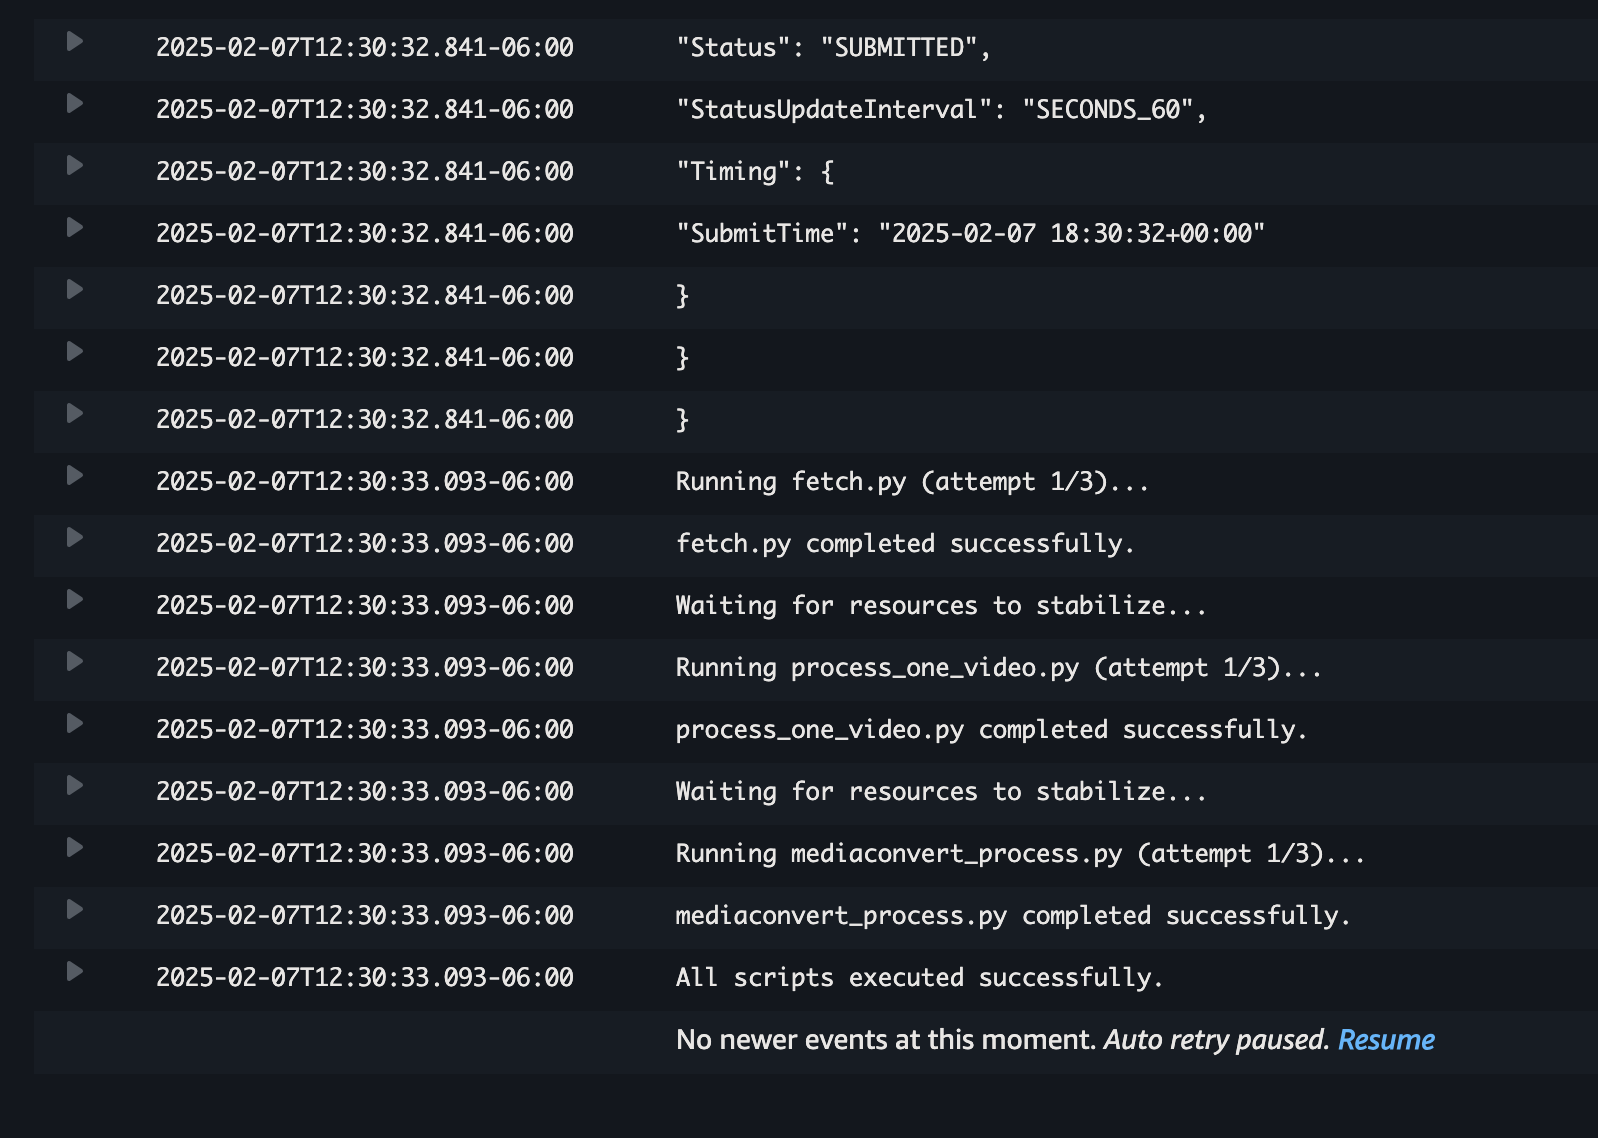 2025-02-07T12:30:32.841-06:00 "Status": "SUBMITTED",
2025-02-07T12:30:32.841-06:00 "StatusUpdateInterval": "SECONDS_60",
2025-02-07T12:30:32.841-06:00 "Timing": {
2025-02-07T12:30:32.841-06:00 "SubmitTime": "2025-02-07 18:30:32+00:00"
2025-02-07T12:30:32.841-06:00 }
2025-02-07T12:30:32.841-06:00 }
2025-02-07T12:30:32.841-06:00 }
2025-02-07T12:30:33.093-06:00 Running fetch.py (attempt 1/3)...
2025-02-07T12:30:33.093-06:00 fetch.py completed successfully.
2025-02-07T12:30:33.093-06:00 Waiting for resources to stabilize...
2025-02-07T12:30:33.093-06:00 Running process_one_video.py (attempt 1/3)...
2025-02-07T12:30:33.093-06:00 process_one_video.py completed successfully.
2025-02-07T12:30:33.093-06:00 Waiting for resources to stabilize...
2025-02-07T12:30:33.093-06:00 Running mediaconvert_process.py (attempt 1/3)...
2025-02-07T12:30:33.093-06:00 mediaconvert_process.py completed successfully.
2025-02-07T12:30:33.093-06:00 All scripts executed successfully.
No newer events at this moment. Auto retry paused. Resume